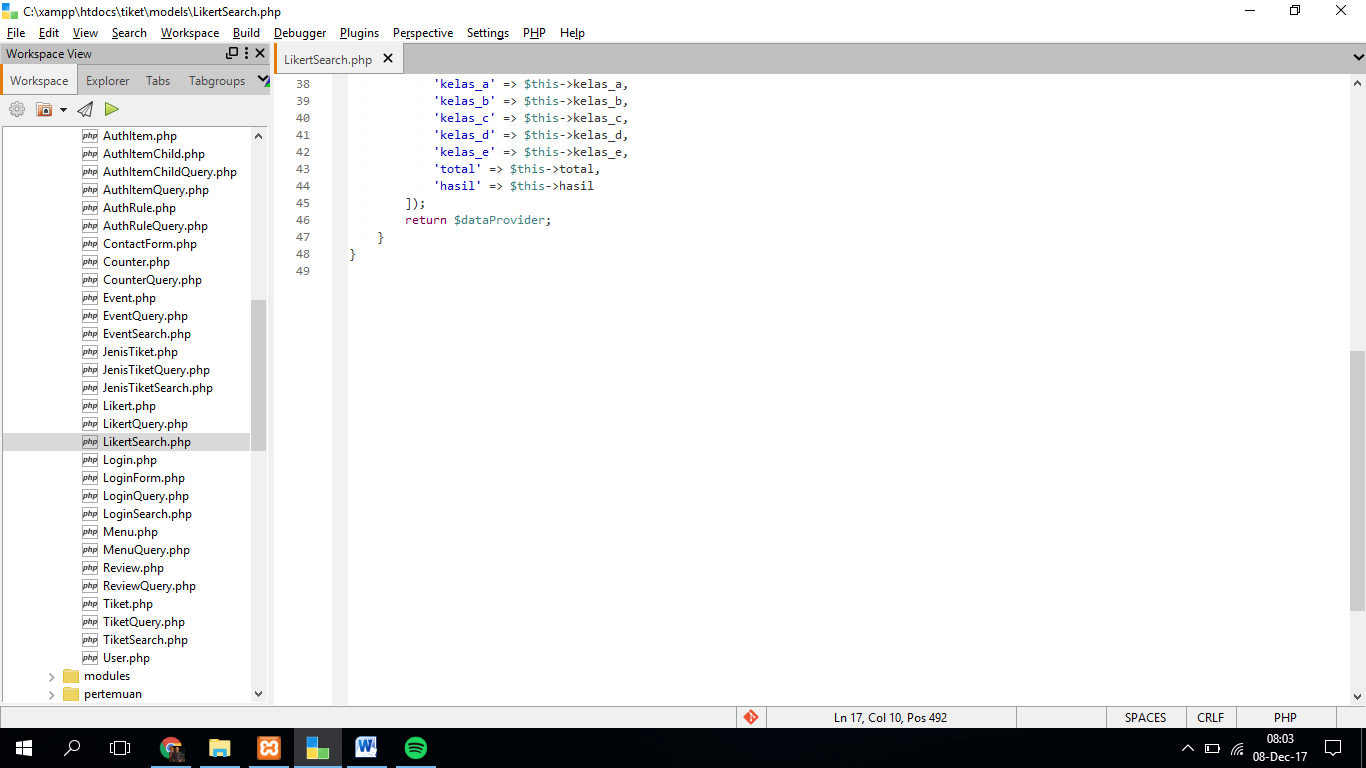 C:\xampp\htdocs\tiket\models\LikertSearch.php
File Edit View Search Workspace Build Debugger Plugins Perspective Settings PHP Help
Workspace View
Workspace Explorer Tabs Tabgroups
AuthItem.php
AuthItemChild.php
AuthItemChildQuery.php
AuthItemQuery.php
AuthRule.php
AuthRuleQuery.php
ContactForm.php
Counter.php
CounterQuery.php
Event.php
EventQuery.php
EventSearch.php
JenisTiket.php
JenisTiketQuery.php
JenisTiketSearch.php
Likert.php
LikertQuery.php
LikertSearch.php
Login.php
LoginForm.php
LoginQuery.php
LoginSearch.php
Menu.php
MenuQuery.php
Review.php
ReviewQuery.php
Tiket.php
TiketQuery.php
TiketSearch.php
User.php
modules
pertemuan
LikertSearch.php
38 'kelas_a' => $this->kelas_a,
39 'kelas_b' => $this->kelas_b,
40 'kelas_c' => $this->kelas_c,
41 'kelas_d' => $this->kelas_d,
42 'kelas_e' => $this->kelas_e,
43 'total' => $this->total,
44 'hasil' => $this->hasil
45 ]);
46 return $dataProvider;
47 }
48 }
49
Ln 17, Col 10, Pos 492 SPACES CRLF PHP
08:03
08-Dec-17